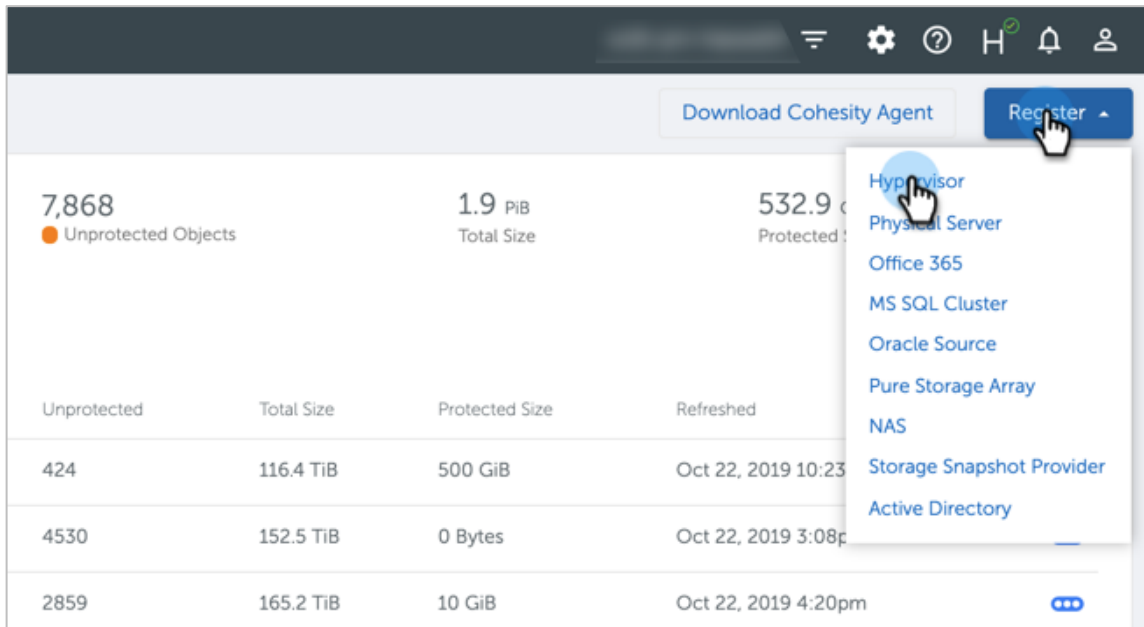 H
Download Cohesity Agent
Register
Hypervisor
Physical Server
Office 365
MS SQL Cluster
Oracle Source
Pure Storage Array
NAS
Storage Snapshot Provider
Active Directory
7,868
Unprotected Objects
1.9 PiB
Total Size
532.9
Protected
Unprotected Total Size Protected Size Refreshed
424 116.4 TiB 500 GiB Oct 22, 2019 10:23
4530 152.5 TiB 0 Bytes Oct 22, 2019 3:08p
2859 165.2 TiB 10 GiB Oct 22, 2019 4:20pm